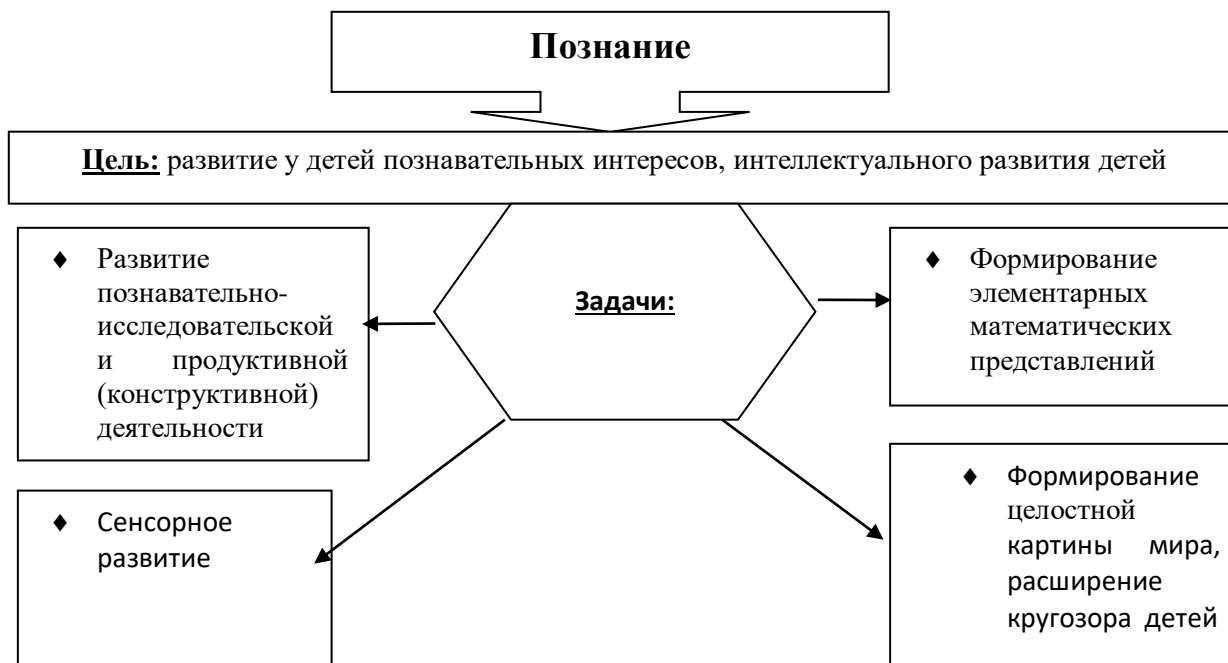 Познание
Цель: развитие у детей познавательных интересов, интеллектуального развития детей
♦ Развитие
познавательно-
исследовательской
и продуктивной
(конструктивной)
деятельности
Задачи:
♦ Формирование
элементарных
математических
представлений
♦ Сенсорное
развитие
♦ Формирование
целостной
картины мира,
расширение
кругозора детей